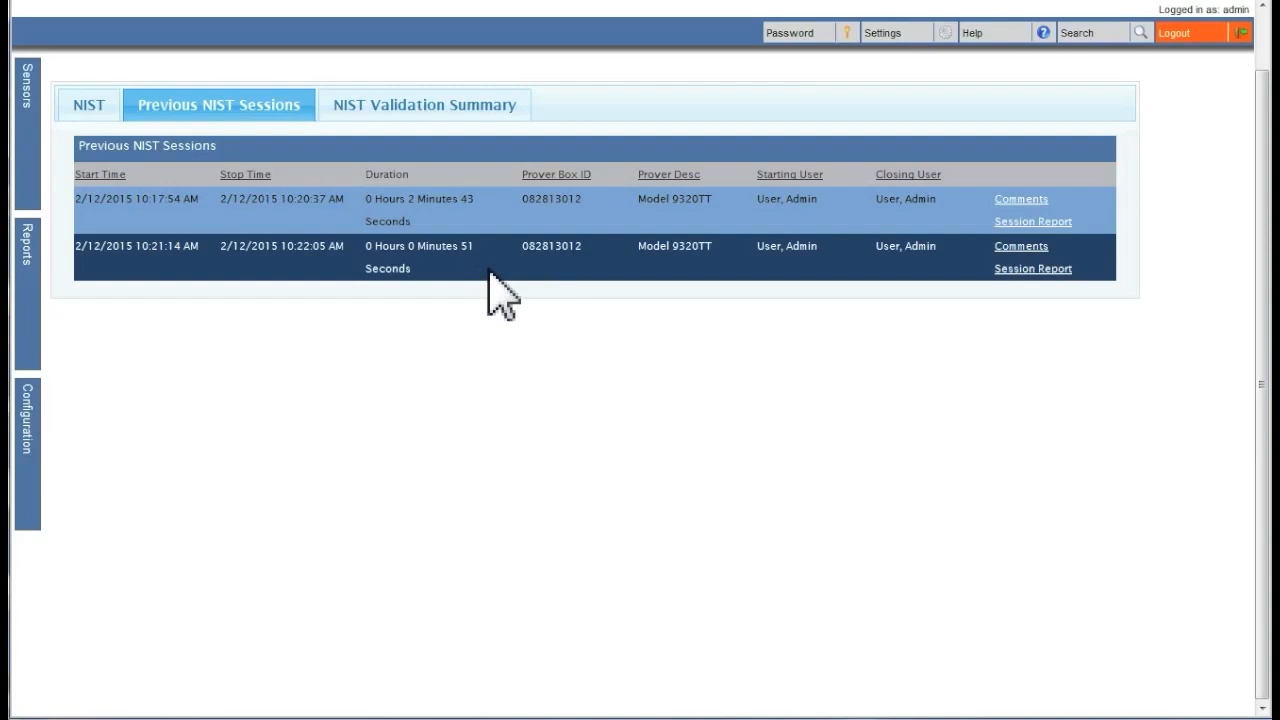 Logged in as: admin
Password Settings Help Search Logout
Sensors
Reports
Configuration
NIST Previous NIST Sessions NIST Validation Summary
Previous NIST Sessions
Start Time Stop Time Duration Prover Box ID Prover Desc Starting User Closing User
2/12/2015 10:17:54 AM 2/12/2015 10:20:37 AM 0 Hours 2 Minutes 43 082813012 Model 9320TT User, Admin User, Admin Comments
Seconds Session Report
2/12/2015 10:21:14 AM 2/12/2015 10:22:05 AM 0 Hours 0 Minutes 51 082813012 Model 9320TT User, Admin User, Admin Comments
Seconds Session Report